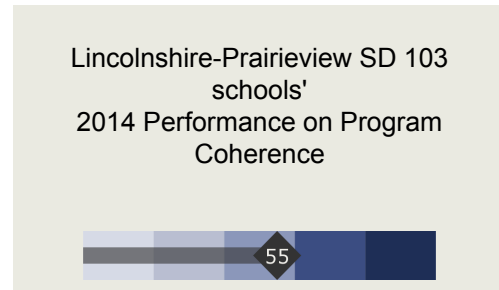 Lincolnshire-Prairieview SD 103
schools'
2014 Performance on Program
Coherence
55